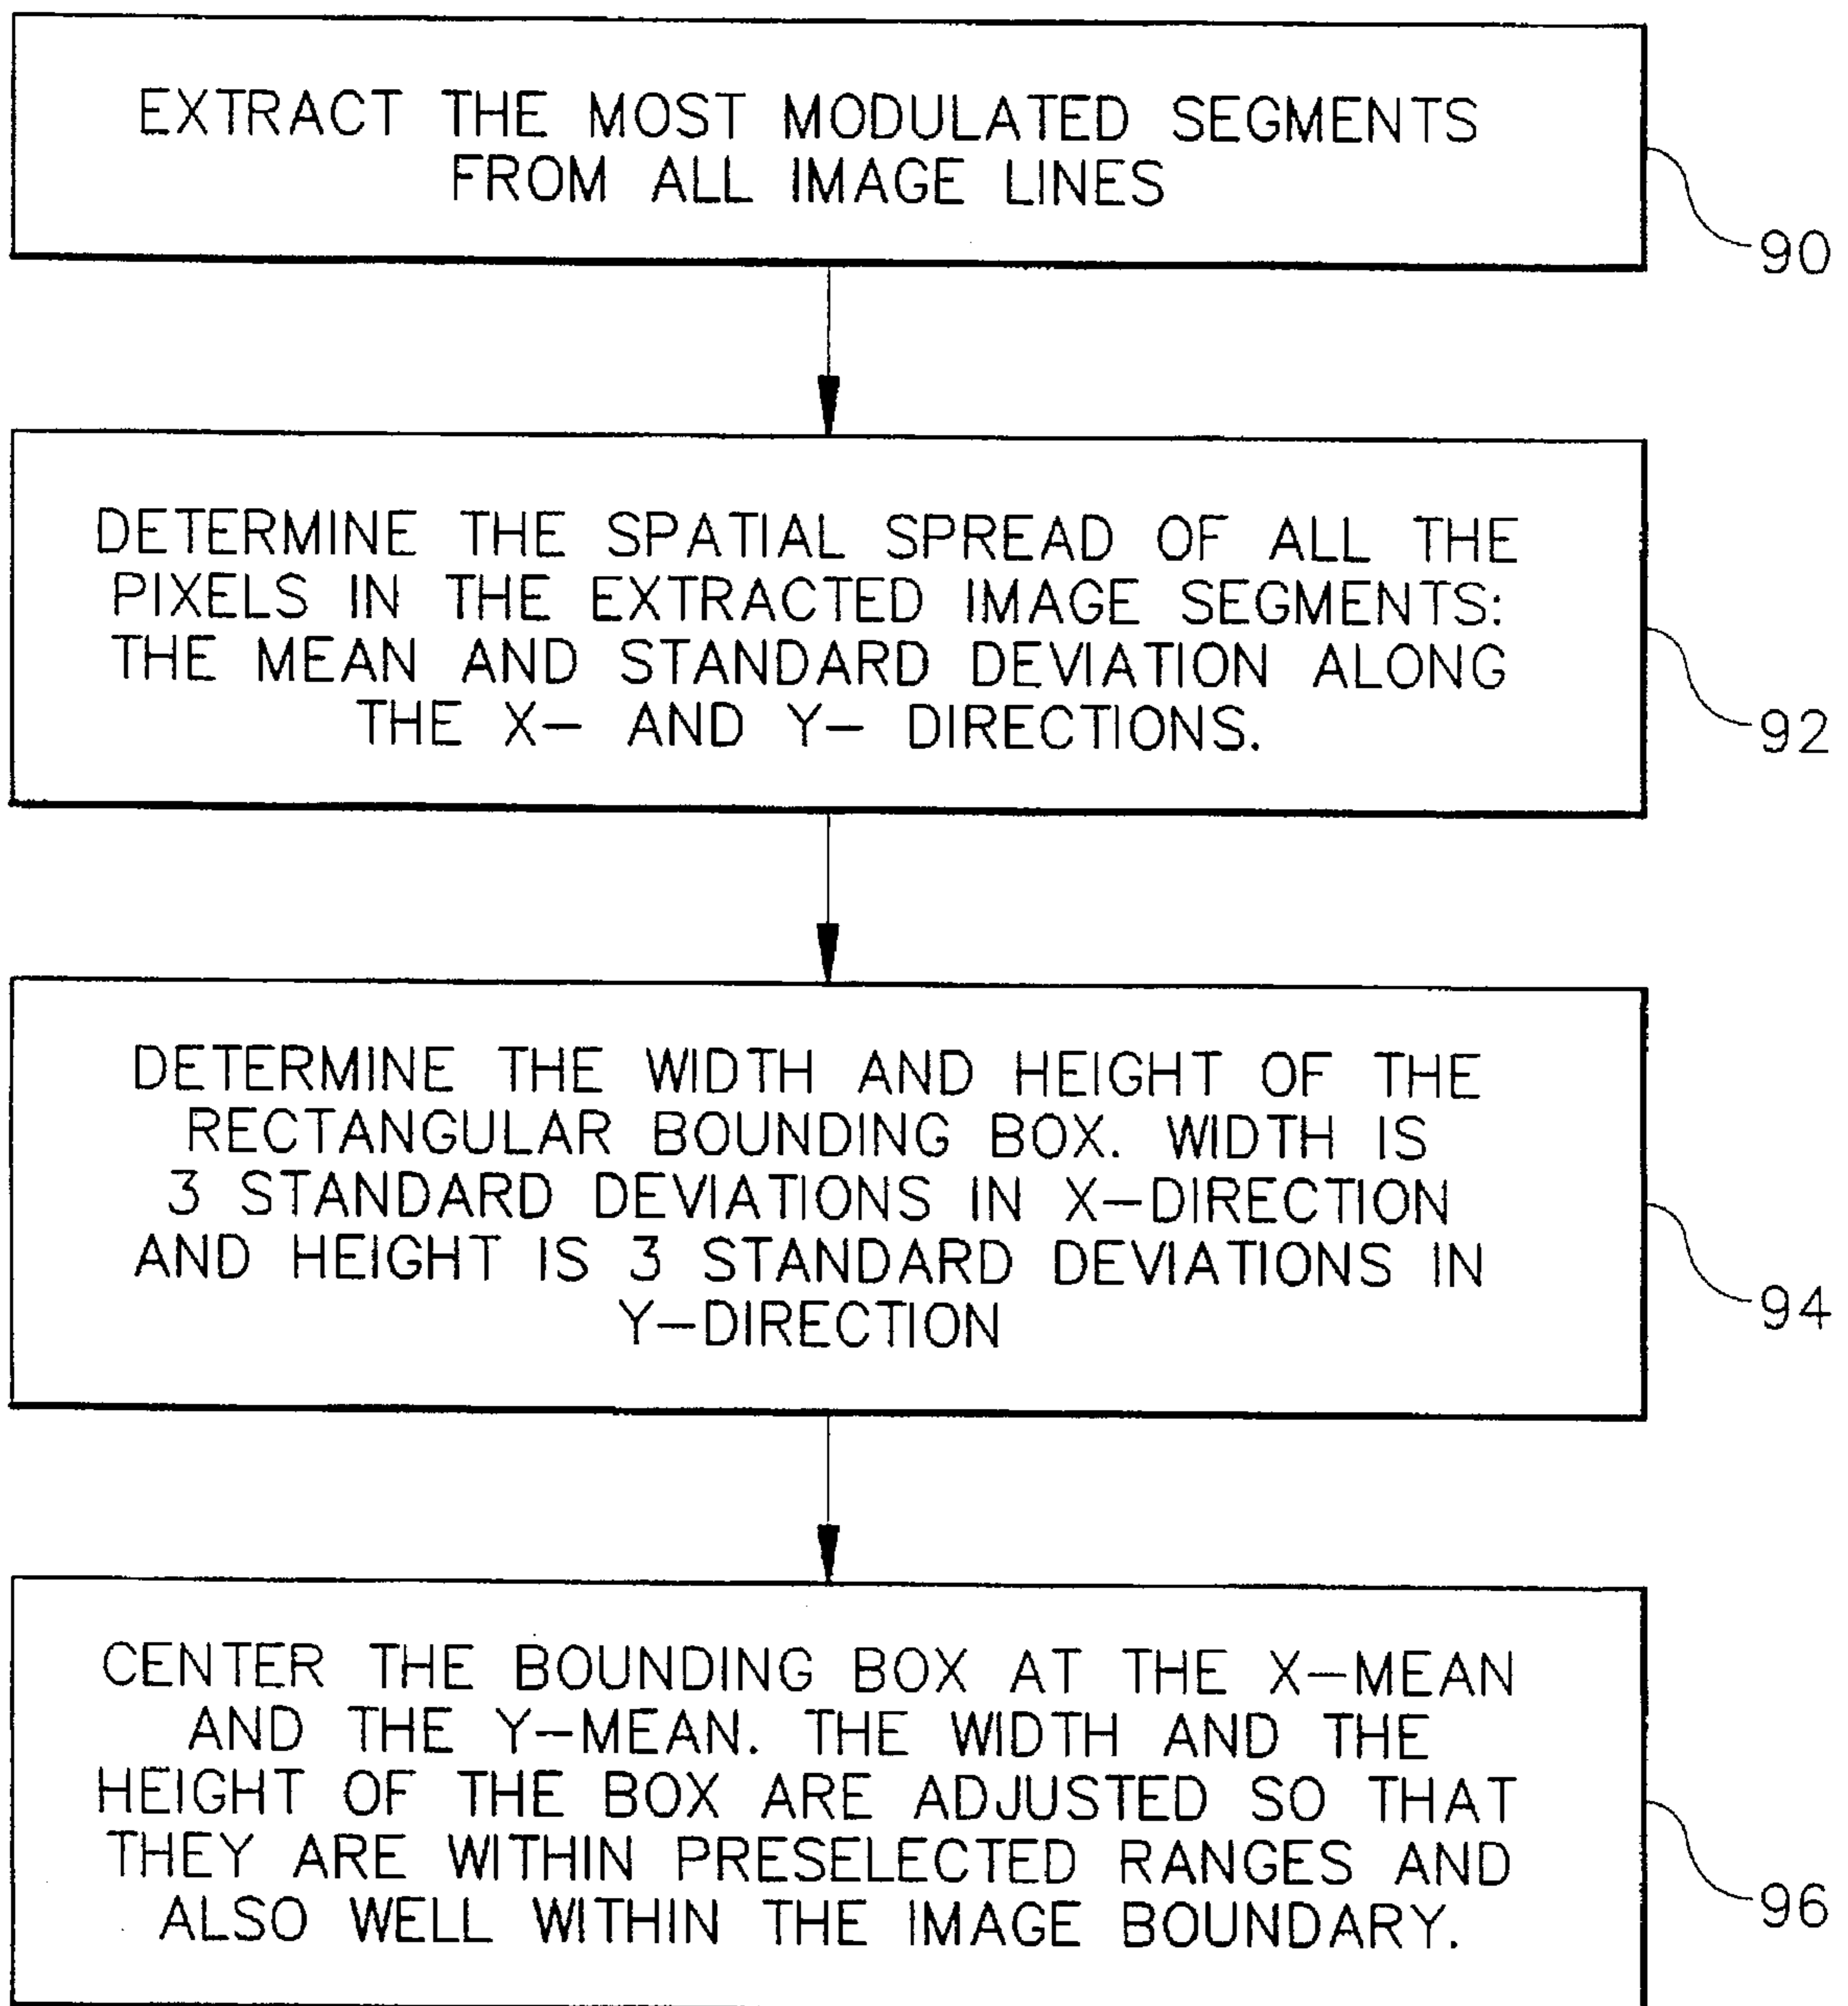 EXTRACT THE MOST MODULATED SEGMENTS
FROM ALL IMAGE LINES
90
DETERMINE THE SPATIAL SPREAD OF ALL THE
PIXELS IN THE EXTRACTED IMAGE SEGMENTS:
THE MEAN AND STANDARD DEVIATION ALONG
THE X- AND Y- DIRECTIONS.
92
DETERMINE THE WIDTH AND HEIGHT OF THE
RECTANGULAR BOUNDING BOX. WIDTH IS
3 STANDARD DEVIATIONS IN X-DIRECTION
AND HEIGHT IS 3 STANDARD DEVIATIONS IN
Y-DIRECTION
94
CENTER THE BOUNDING BOX AT THE X-MEAN
AND THE Y-MEAN. THE WIDTH AND THE
HEIGHT OF THE BOX ARE ADJUSTED SO THAT
THEY ARE WITHIN PRESELECTED RANGES AND
ALSO WELL WITHIN THE IMAGE BOUNDARY.
96